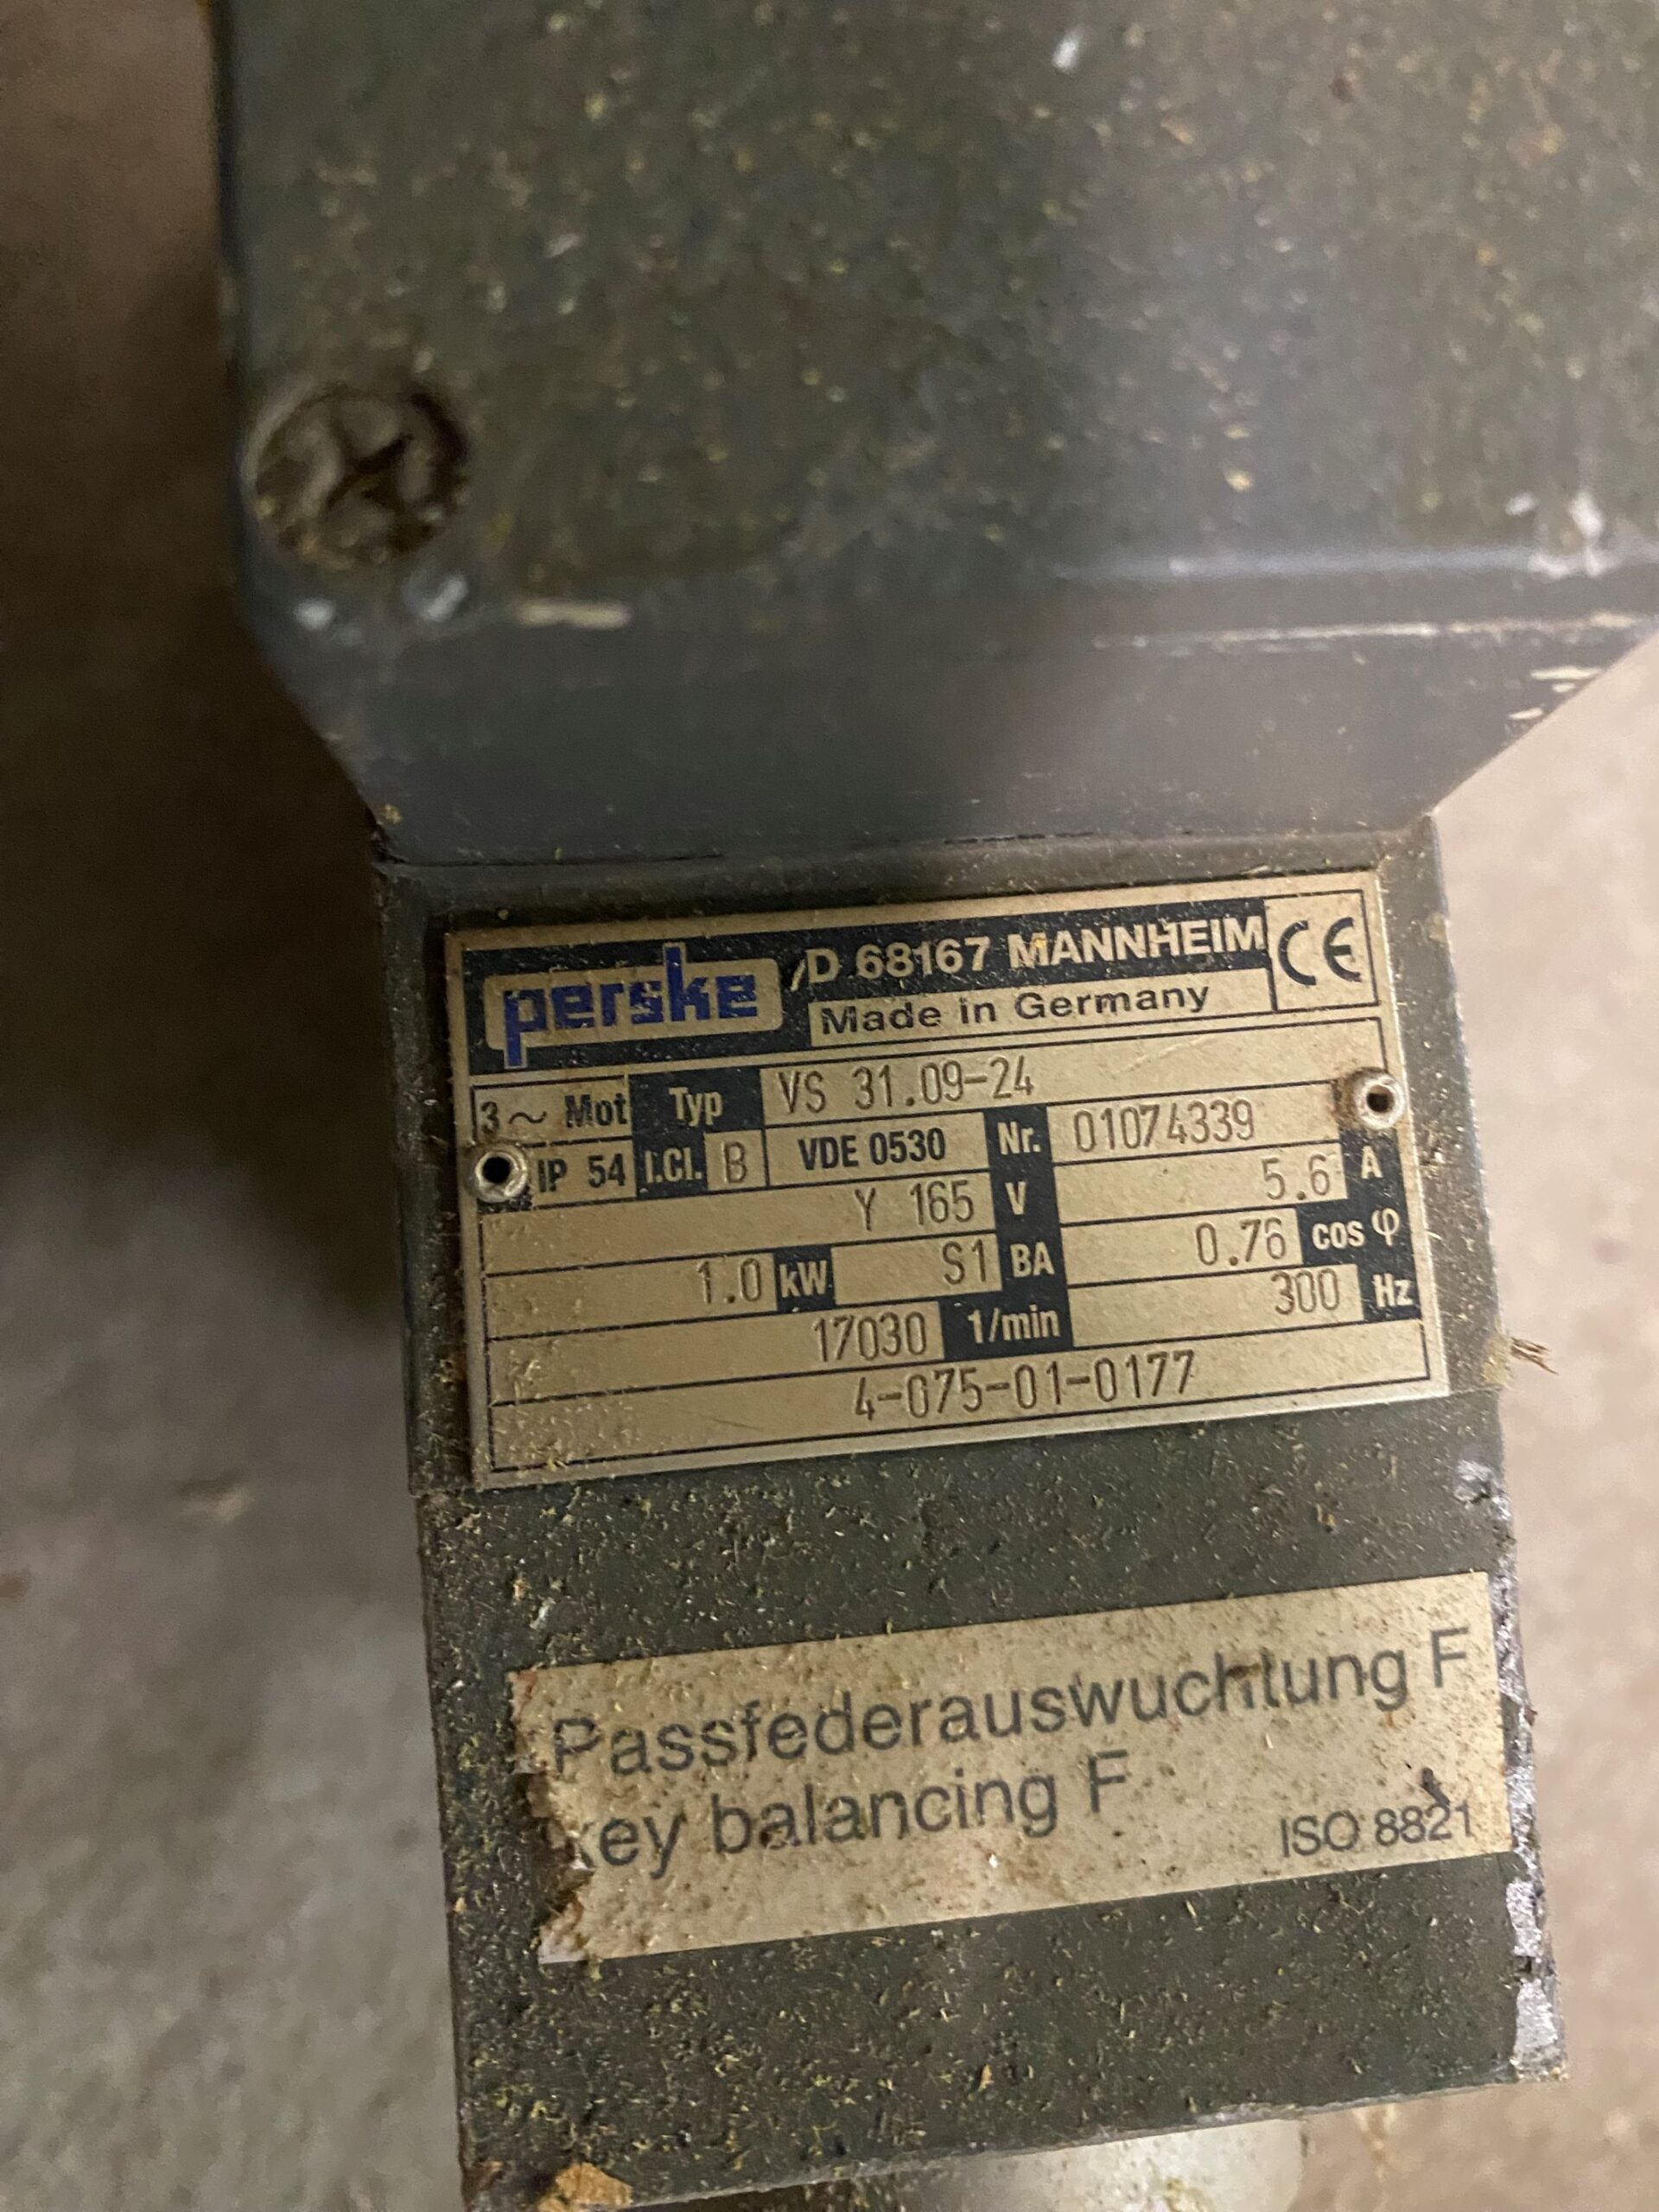 perske D 68167 MANNHEIM CE
Made in Germany
3~ Mot Typ VS 31.09-24
IP 54 I.Cl. B VDE 0530 Nr. 01074339
Y 165 V 5.6 A
1.0 kW S1 BA 0.76 cos φ
17030 1/min 300 Hz
4-075-01-0177
Passfederauswuchtung F
key balancing F
ISO 8821